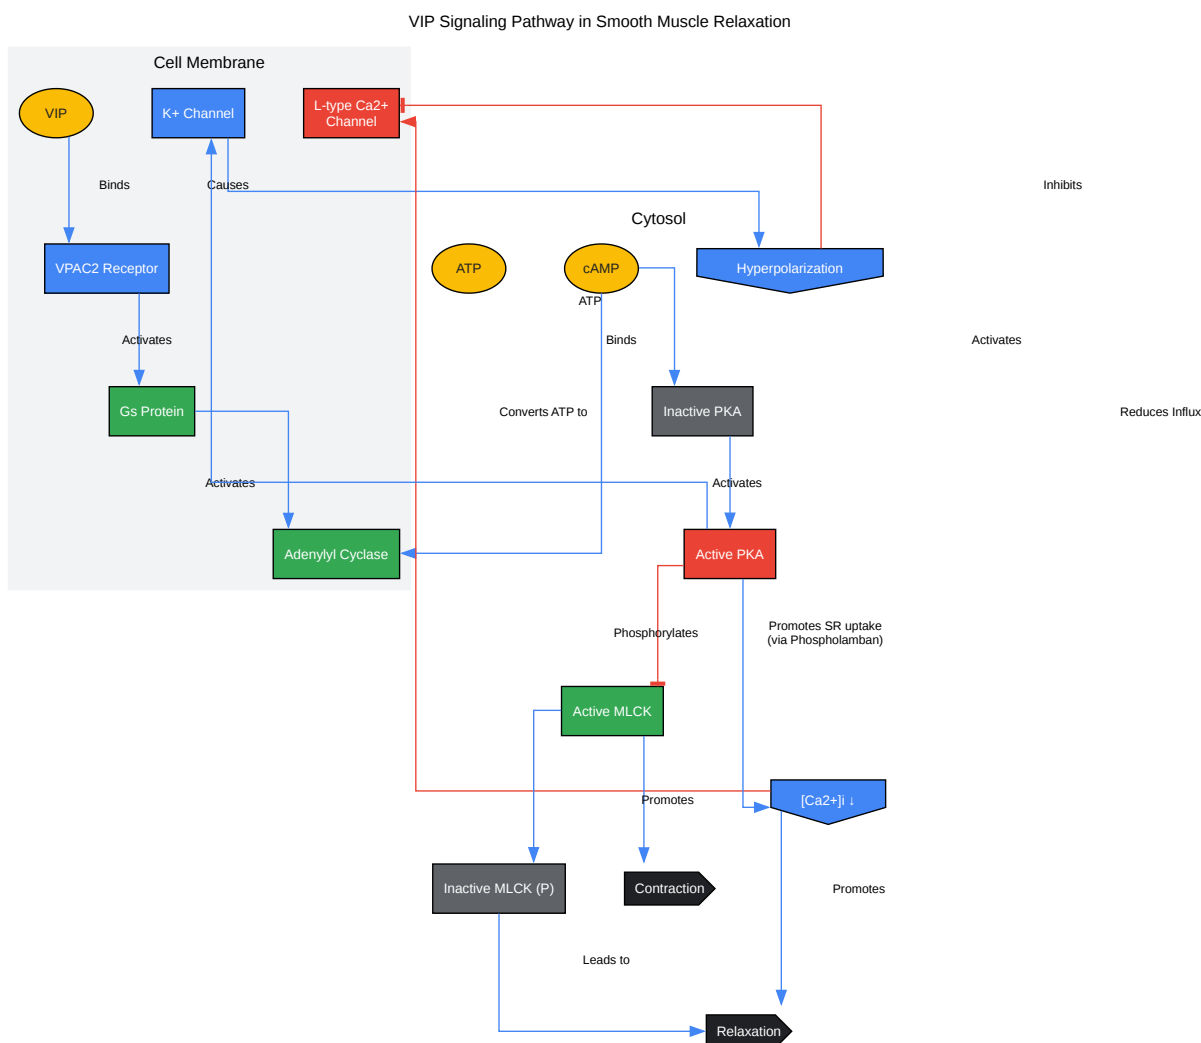 VIP Signaling Pathway in Smooth Muscle Relaxation
Cell Membrane
VIP
K+ Channel
L-type Ca2+
Channel
Binds
Causes
Inhibits
Cytosol
VPAC2 Receptor
ATP
cAMP
Hyperpolarization
ATP
Activates
Binds
Activates
Gs Protein
Converts ATP to
Inactive PKA
Reduces Influx
Activates
Activates
Adenylyl Cyclase
Active PKA
Phosphorylates
Promotes SR uptake
(via Phospholamban)
Active MLCK
Promotes
[Ca2+]i ↓
Inactive MLCK (P)
Contraction
Promotes
Leads to
Relaxation